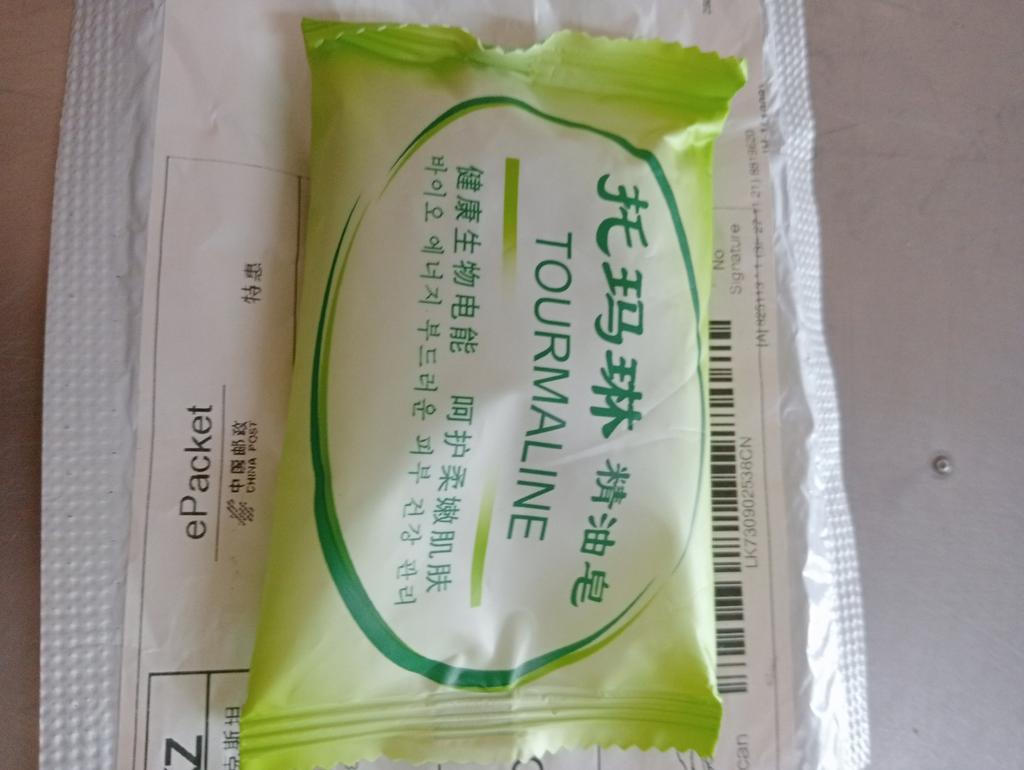 托玛琳 精油皂
TOURMALINE
健康生物电能 呵护柔嫩肌肤
바이오 에너지 부드러운 피부 건강 관리
ePacket
中国邮政
CHINA POST
特惠
No
Signature
LK730902538CN